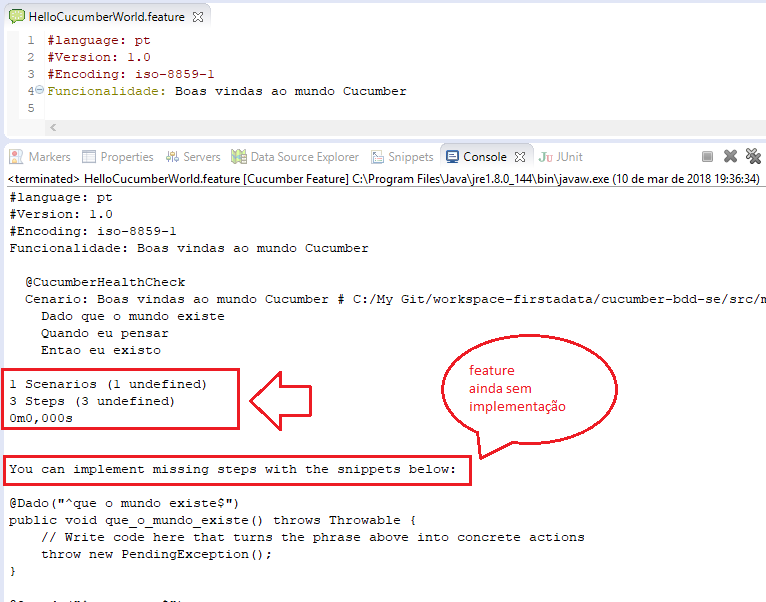 HelloCucumberWorld.feature
1 #language: pt
2 #Version: 1.0
3 #Encoding: iso-8859-1
4 Funcionalidade: Boas vindas ao mundo Cucumber
5
Markers Properties Servers Data Source Explorer Snippets Console JUnit
<terminated> HelloCucumberWorld.feature [Cucumber Feature] C:\Program Files\Java\jre1.8.0_144\bin\javaw.exe (10 de mar de 2018 19:36:34)
#language: pt
#Version: 1.0
#Encoding: iso-8859-1
Funcionalidade: Boas vindas ao mundo Cucumber
@CucumberHealthCheck
Cenario: Boas vindas ao mundo Cucumber # C:/My Git/workspace-firstadata/cucumber-bdd-se/src/m
Dado que o mundo existe
Quando eu pensar
Entao eu existo
1 Scenarios (1 undefined)
3 Steps (3 undefined)
0m0,000s
feature
ainda sem
implementação
You can implement missing steps with the snippets below:
@Dado("^que o mundo existe$")
public void que_o_mundo_existe() throws Throwable {
// Write code here that turns the phrase above into concrete actions
throw new PendingException();
}